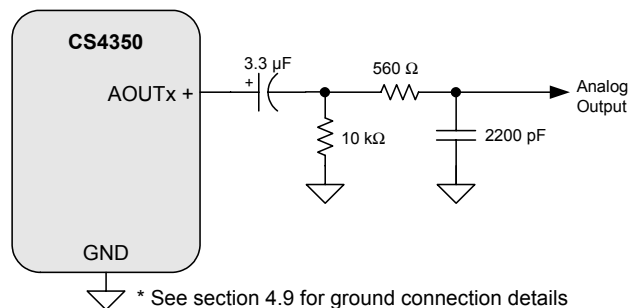 CS4350
3.3 µF
+
AOUTx +
560 Ω
Analog
Output
10 kΩ
2200 pF
GND
* See section 4.9 for ground connection details